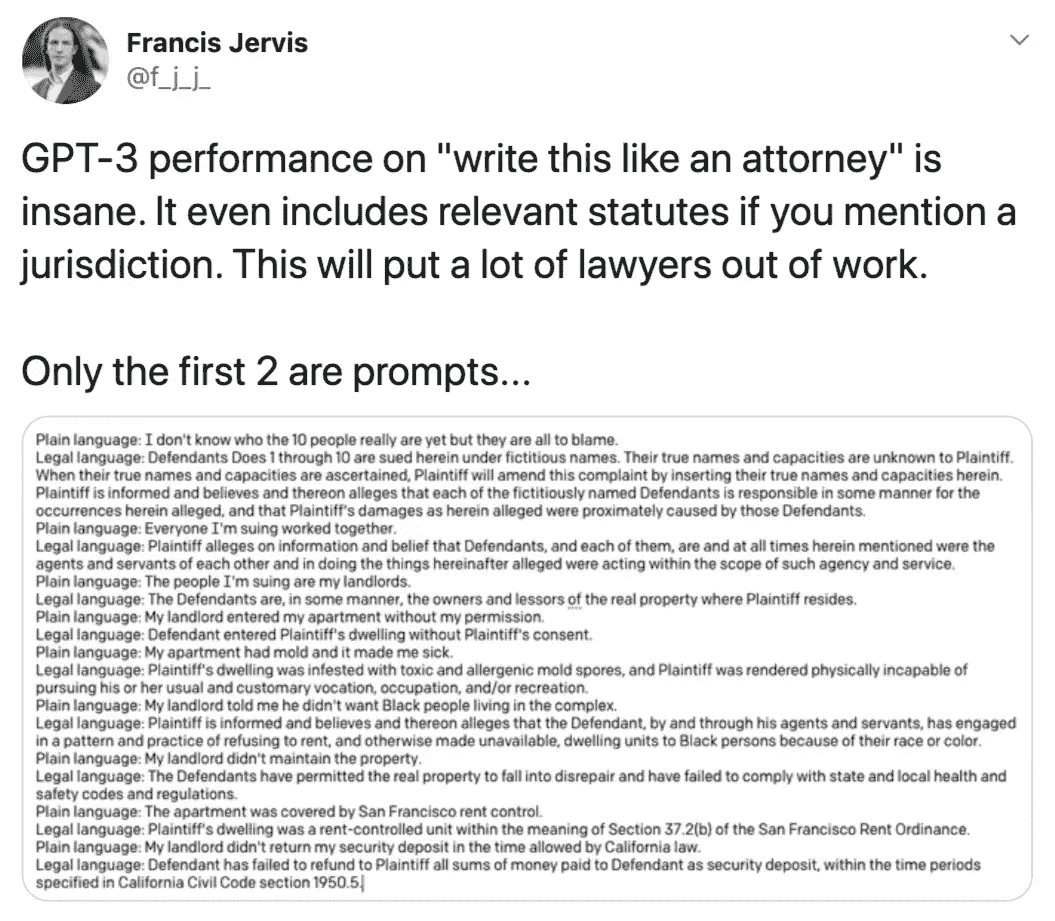 Francis Jervis
@f_j_j_
GPT-3 performance on "write this like an attorney" is
insane. It even includes relevant statutes if you mention a
jurisdiction. This will put a lot of lawyers out of work.
Only the first 2 are prompts...
Plain language: I don't know who the 10 people really are yet but they are all to blame.
Legal language: Defendants Does 1 through 10 are sued herein under fictitious names. Their true names and capacities are unknown to Plaintiff.
When their true names and capacities are ascertained, Plaintiff will amend this complaint by inserting their true names and capacities herein.
Plaintiff is informed and believes and thereon alleges that each of the fictitiously named Defendants is responsible in some manner for the
occurrences herein alleged, and that Plaintiff's damages as herein alleged were proximately caused by those Defendants.
Plain language: Everyone I'm suing worked together.
Legal language: Plaintiff alleges on information and belief that Defendants, and each of them, are and at all times herein mentioned were the
agents and servants of each other and in doing the things hereinafter alleged were acting within the scope of such agency and service.
Plain language: The people I'm suing are my landlords.
Legal language: The Defendants are, in some manner, the owners and lessors of the real property where Plaintiff resides.
Plain language: My landlord entered my apartment without my permission.
Legal language: Defendant entered Plaintiff's dwelling without Plaintiff's consent.
Plain language: My apartment had mold and it made me sick.
Legal language: Plaintiff's dwelling was infested with toxic and allergenic mold spores, and Plaintiff was rendered physically incapable of
pursuing his or her usual and customary vocation, occupation, and/or recreation.
Plain language: My landlord told me he didn't want Black people living in the complex.
Legal language: Plaintiff is informed and believes and thereon alleges that the Defendant, by and through his agents and servants, has engaged
in a pattern and practice of refusing to rent, and otherwise made unavailable, dwelling units to Black persons because of their race or color.
Plain language: My landlord didn't maintain the property.
Legal language: The Defendants have permitted the real property to fall into disrepair and have failed to comply with state and local health and
safety codes and regulations.
Plain language: The apartment was covered by San Francisco rent control.
Legal language: Plaintiff's dwelling was a rent-controlled unit within the meaning of Section 37.2(b) of the San Francisco Rent Ordinance.
Plain language: My landlord didn't return my security deposit in the time allowed by California law.
Legal language: Defendant has failed to refund to Plaintiff all sums of money paid to Defendant as security deposit, within the time periods
specified in California Civil Code section 1950.5.